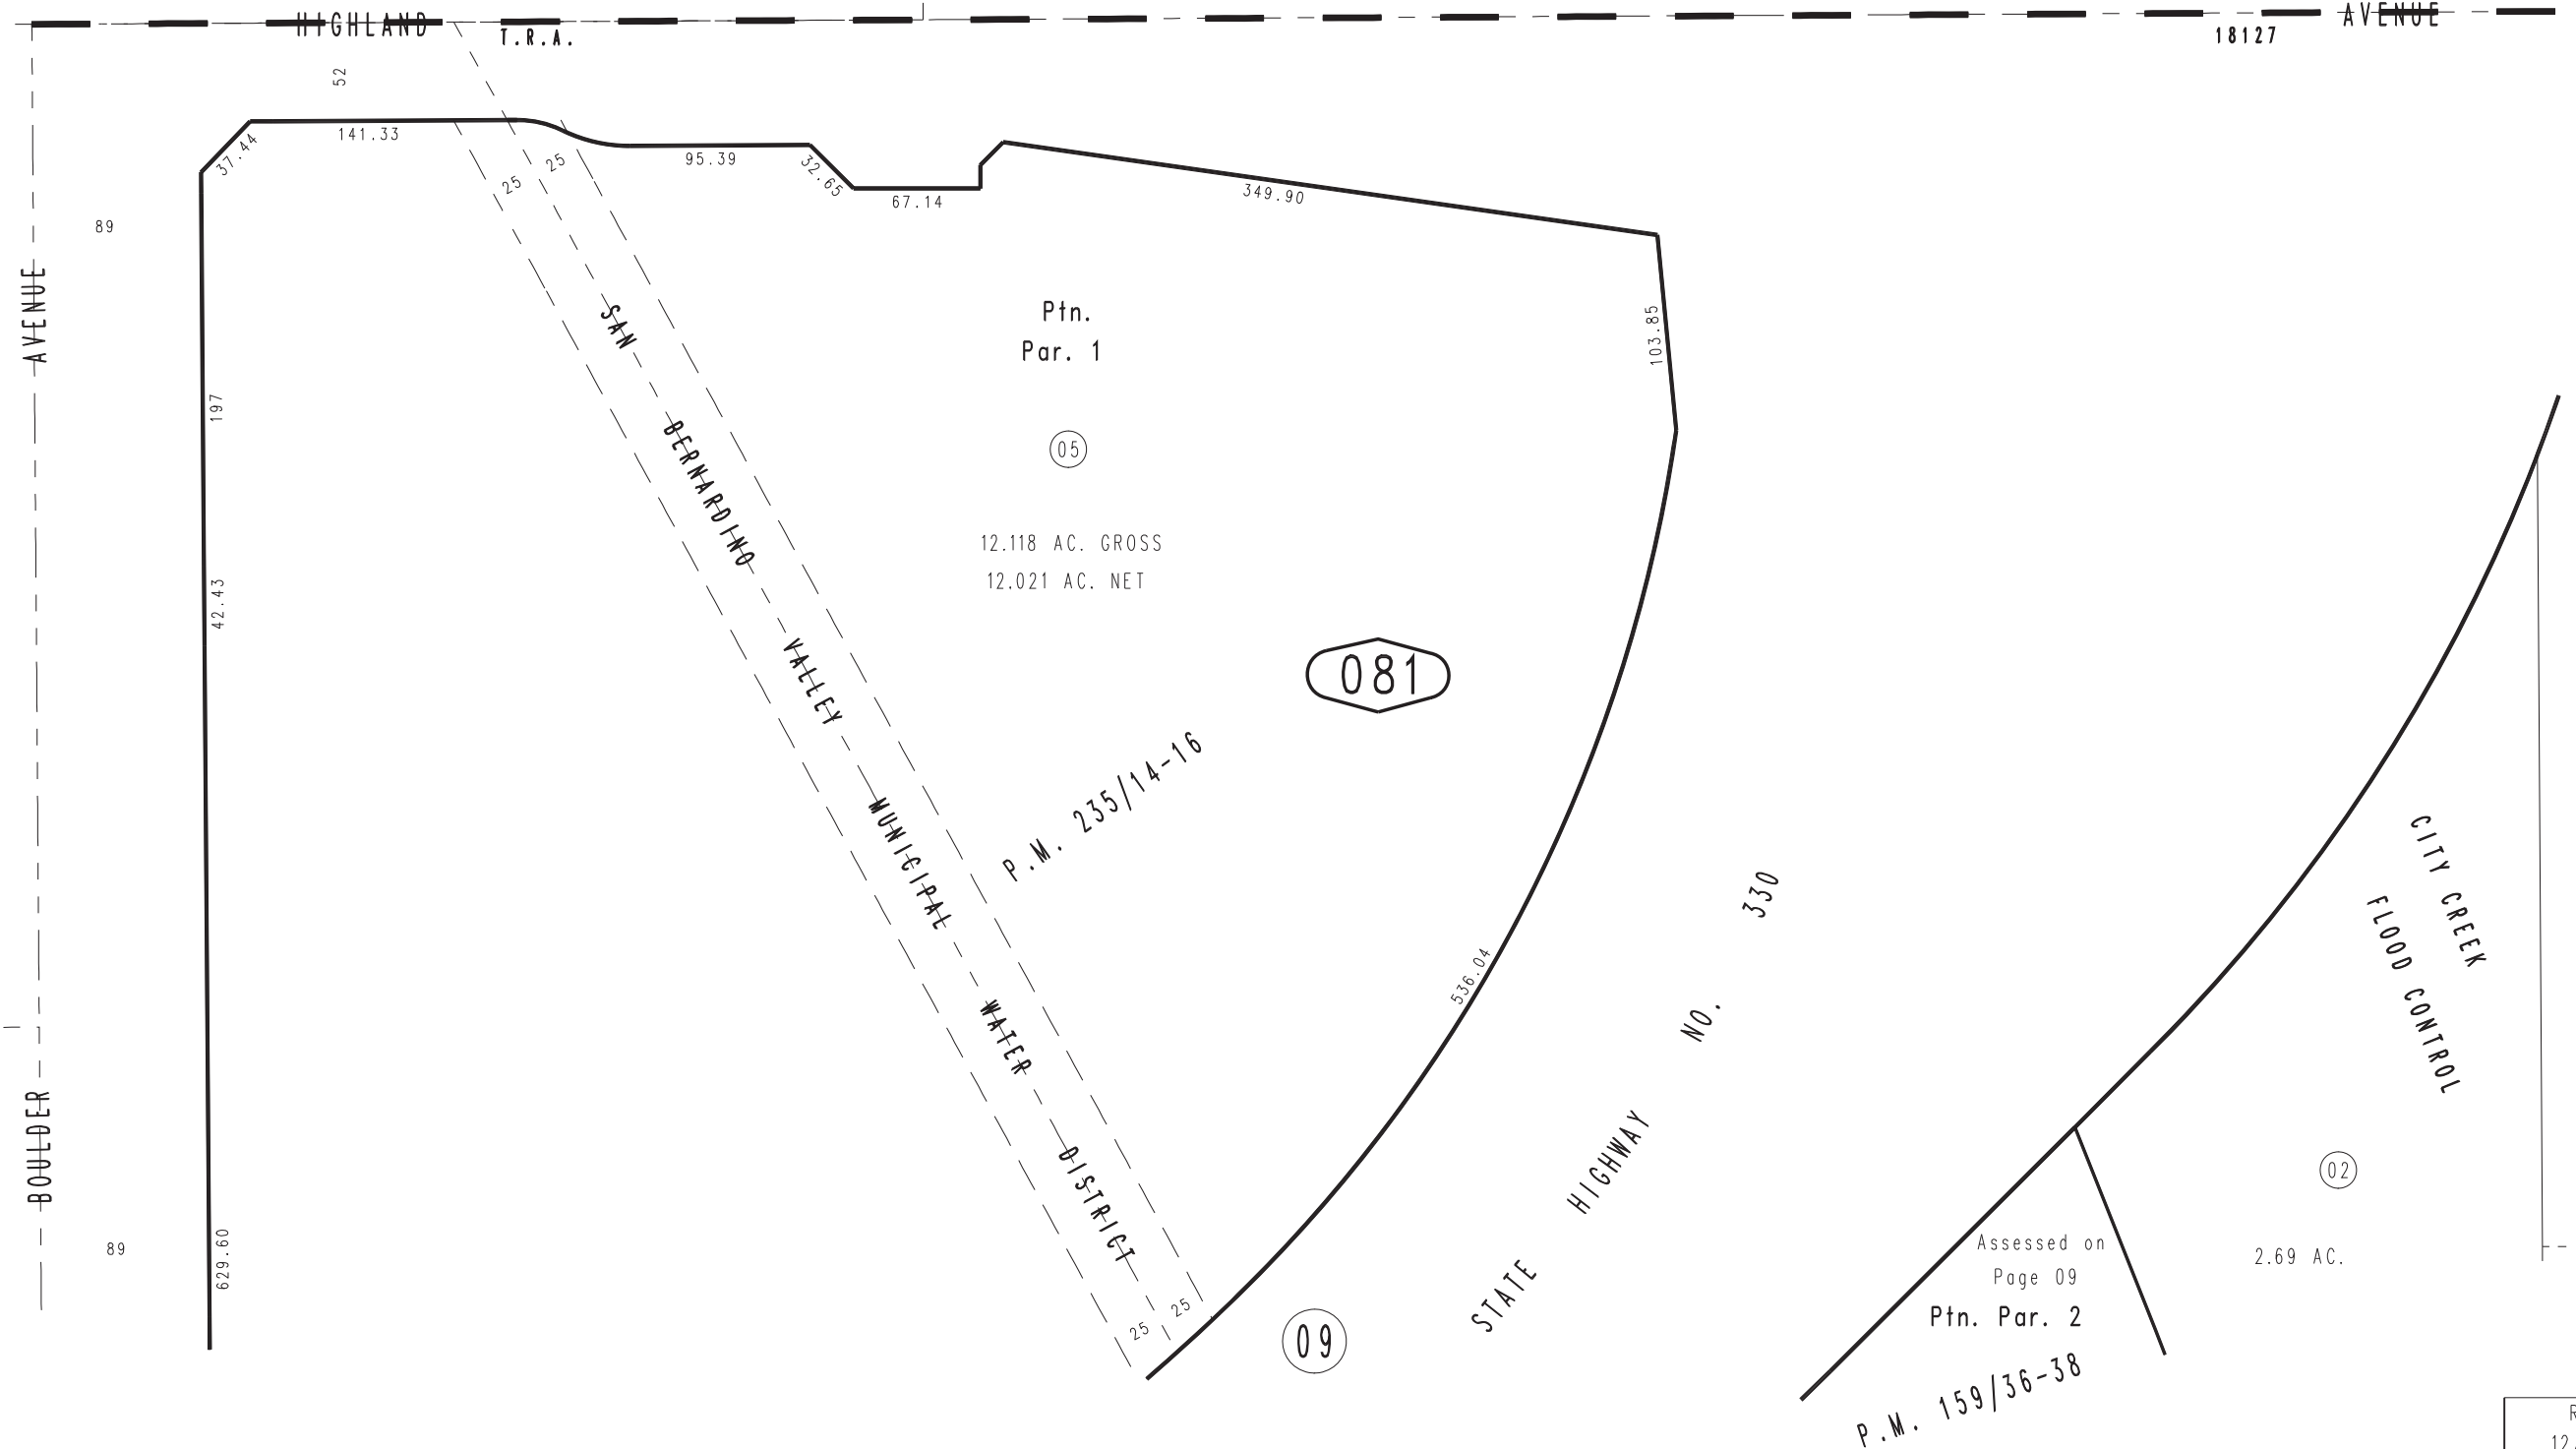 HIGHLAND
AVENUE
T.R.A.
18127
52
37.44
141.33
25
25
95.39
32.65
67.14
349.90
103.85
89
AVENUE
BOULDER
89
197
42.43
629.60
SAN BERNARDINO VALLEY MUNICIPAL WATER DISTRICT
Ptn.
Par. 1
05
12.118 AC. GROSS
12.021 AC. NET
081
P.M. 235/14-16
536.04
25
25
09
STATE HIGHWAY NO. 330
CITY CREEK
FLOOD CONTROL
02
2.69 AC.
Assessed on
Page 09
Ptn. Par. 2
P.M. 159/36-38
12